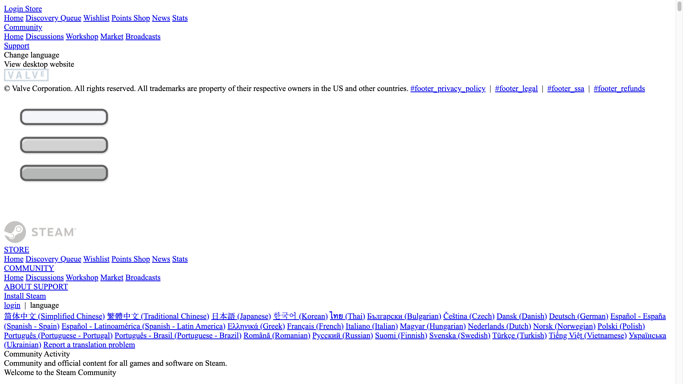 Login Store
Home Discovery Queue Wishlist Points Shop News Stats
Community
Home Discussions Workshop Market Broadcasts
Support
Change language
View desktop website
VALVE
© Valve Corporation. All rights reserved. All trademarks are property of their respective owners in the US and other countries. #footer_privacy_policy | #footer_legal | #footer_ssa | #footer_refunds
STEAM
STORE
Home Discovery Queue Wishlist Points Shop News Stats
COMMUNITY
Home Discussions Workshop Market Broadcasts
ABOUT SUPPORT
Install Steam
login | language
简体中文 (Simplified Chinese) 繁體中文 (Traditional Chinese) 日本語 (Japanese) 한국어 (Korean) ไทย (Thai) Български (Bulgarian) Čeština (Czech) Dansk (Danish) Deutsch (German) Español - España
(Spanish - Spain) Español - Latinoamérica (Spanish - Latin America) Ελληνικά (Greek) Français (French) Italiano (Italian) Magyar (Hungarian) Nederlands (Dutch) Norsk (Norwegian) Polski (Polish)
Português (Portuguese - Portugal) Português - Brasil (Portuguese - Brazil) Română (Romanian) Русский (Russian) Suomi (Finnish) Svenska (Swedish) Türkçe (Turkish) Tiếng Việt (Vietnamese) Українська
(Ukrainian) Report a translation problem
Community Activity
Community and official content for all games and software on Steam.
Welcome to the Steam Community